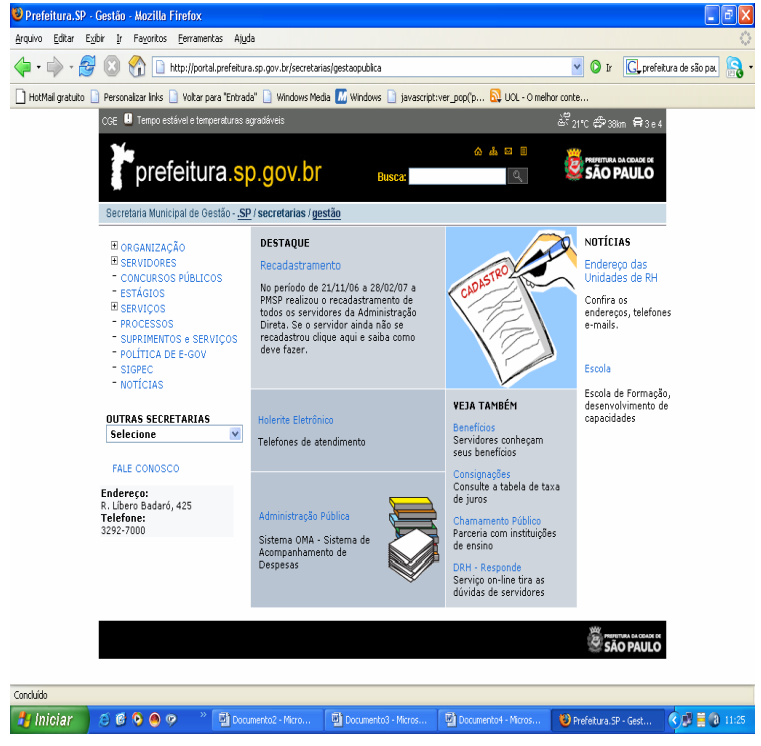 Prefeitura.SP - Gestão - Mozilla Firefox
Arquivo Editar Exibir Ir Favoritos Ferramentas Ajuda
http://portal.prefeitura.sp.gov.br/secretarias/gestaopublica
Ir
prefeitura de são pau
HotMail gratuito Personalizar links Voltar para "Entrada" Windows Media Windows javascript:ver_pop('p... UOL - O melhor conte...
CGE Tempo estável e temperaturas agradáveis
21°C 38km 3 e 4
prefeitura.sp.gov.br
Busca:
PREFEITURA DA CIDADE DE
SÃO PAULO
Secretaria Municipal de Gestão - .SP / secretarias / gestão
ORGANIZAÇÃO
SERVIDORES
- CONCURSOS PÚBLICOS
- ESTÁGIOS
SERVIÇOS
- PROCESSOS
- SUPRIMENTOS e SERVIÇOS
- POLÍTICA DE E-GOV
- SIGPEC
- NOTÍCIAS
OUTRAS SECRETARIAS
Selecione
FALE CONOSCO
Endereço:
R. Líbero Badaró, 425
Telefone:
3292-7000
DESTAQUE
Recadastramento
No período de 21/11/06 a 28/02/07 a
PMSP realizou o recadastramento de
todos os servidores da Administração
Direta. Se o servidor ainda não se
recadastrou clique aqui e saiba como
deve fazer.
CADASTRO
Holerite Eletrônico
Telefones de atendimento
Administração Pública
Sistema OMA - Sistema de
Acompanhamento de
Despesas
VEJA TAMBÉM
Benefícios
Servidores conheçam
seus benefícios
Consignações
Consulte a tabela de taxa
de juros
Chamamento Público
Parceria com instituições
de ensino
DRH - Responde
Serviço on-line tira as
dúvidas de servidores
NOTÍCIAS
Endereço das
Unidades de RH
Confira os
endereços, telefones
e-mails.
Escola
Escola de Formação,
desenvolvimento de
capacidades
PREFEITURA DA CIDADE DE
SÃO PAULO
Concluído
Iniciar
Documento2 - Micro...
Documento3 - Micros...
Documento4 - Micros...
Prefeitura.SP - Gest...
11:25